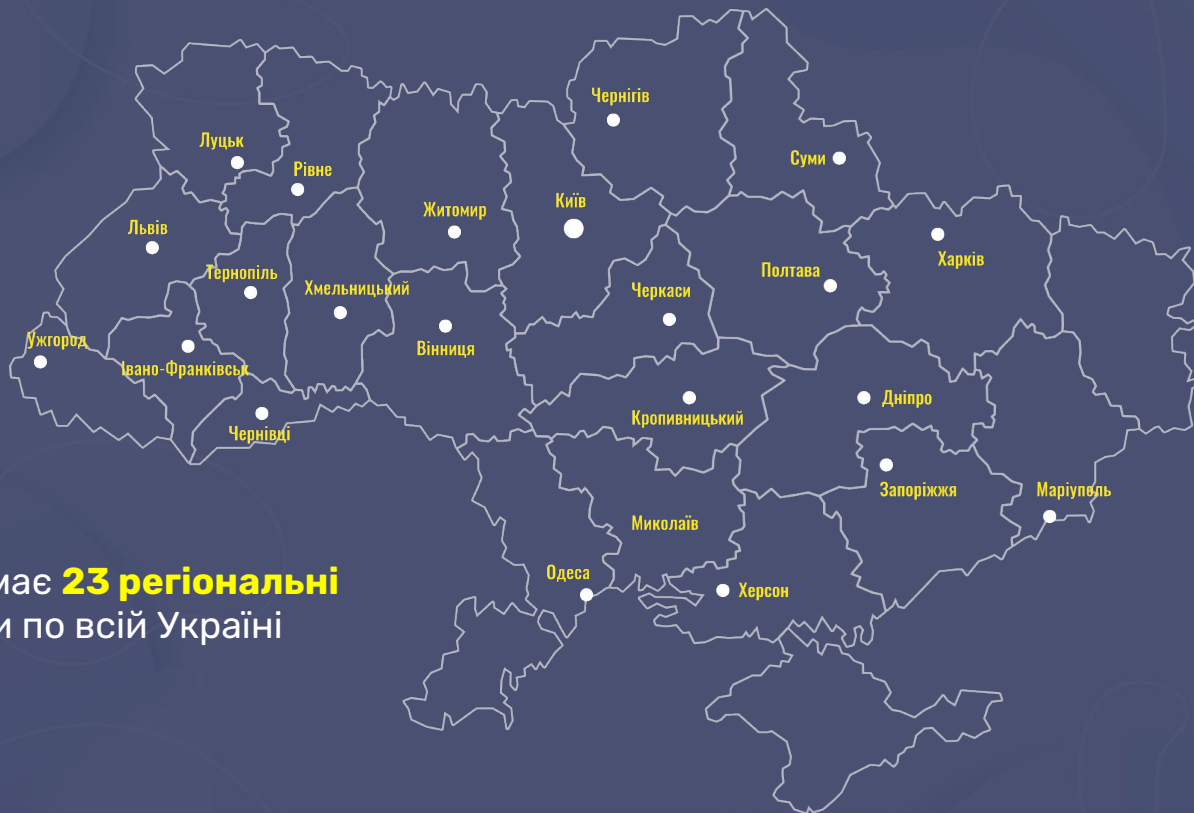 Чернігів
Луцьк
Суми
Рівне
Київ
Житомир
Львів
Харків
Тернопіль
Полтава
Хмельницький
Черкаси
Ужгород
Вінниця
Івано-Франківськ
Дніпро
Кропивницький
Чернівці
Запоріжжя
Маріуполь
Миколаїв
Одеса
має 23 регіональні
Херсон
и по всій Україні